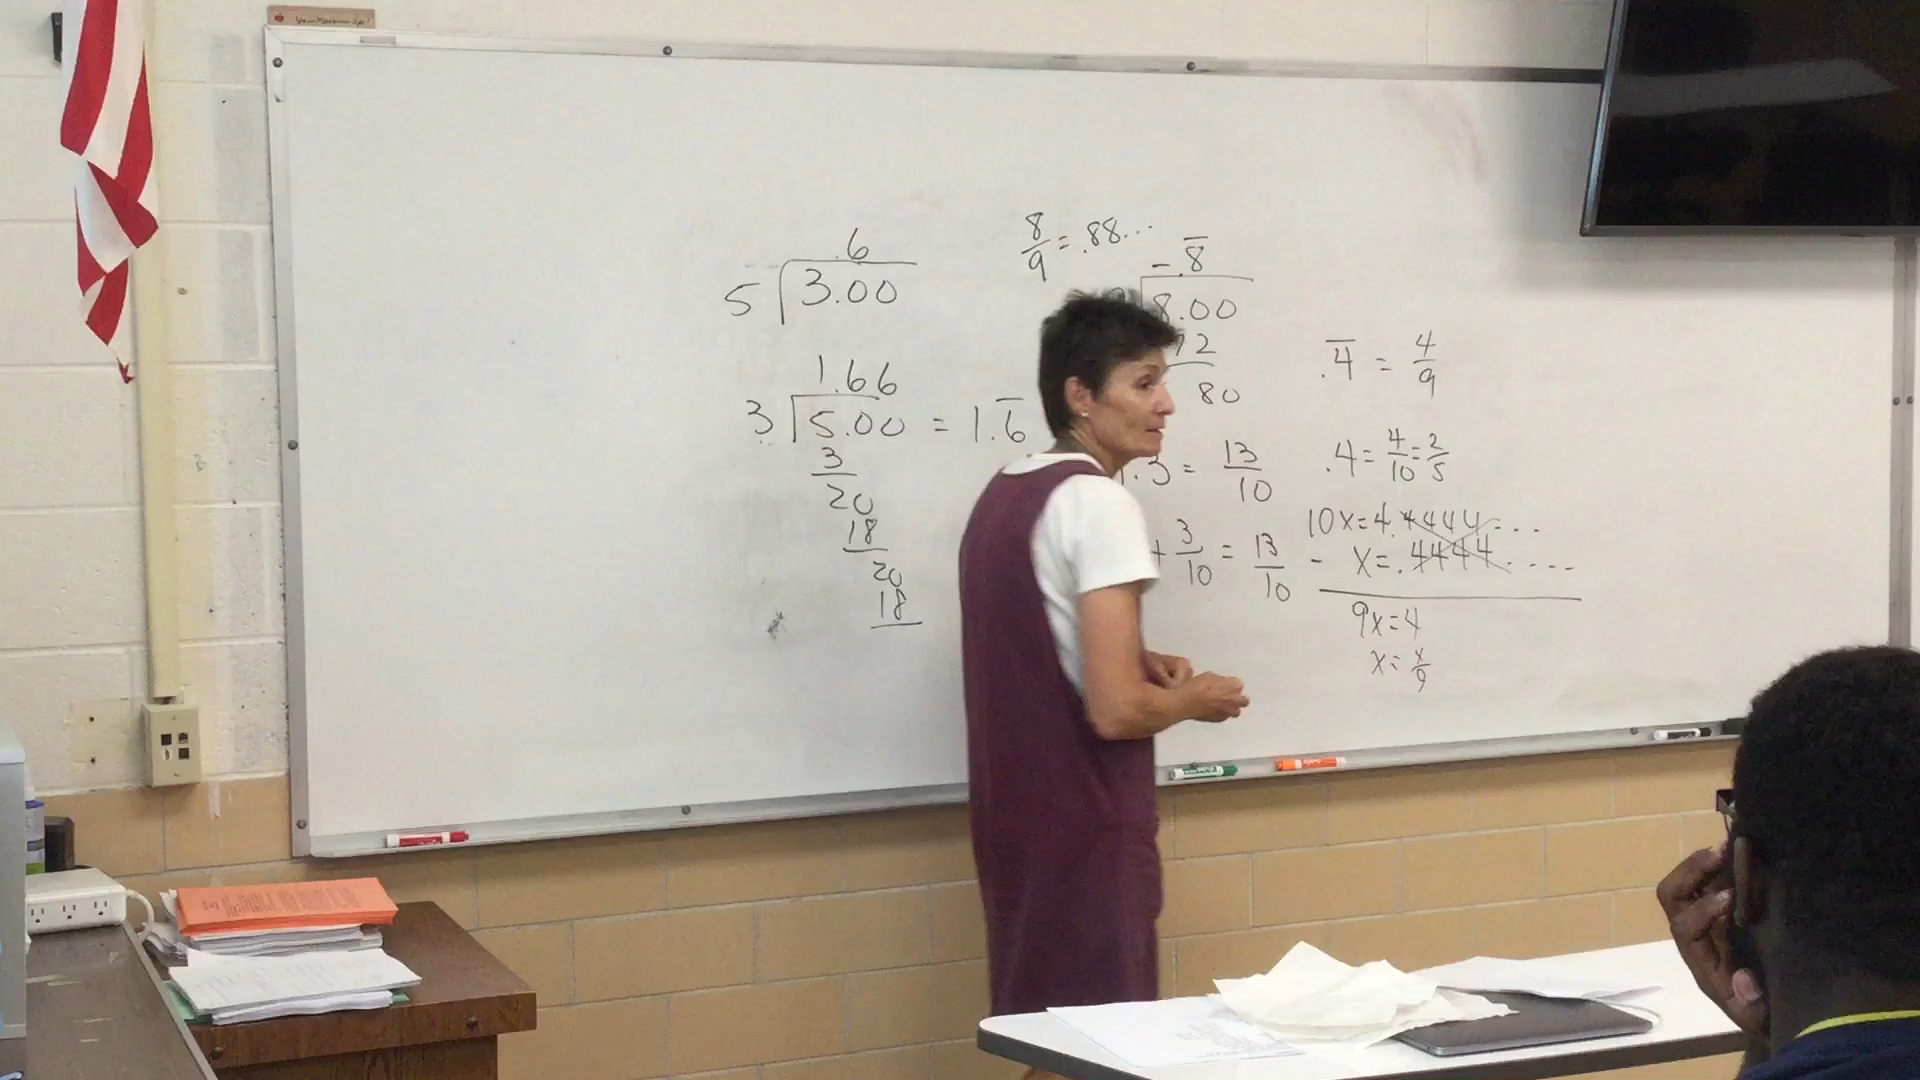 .6
5 3.00
1.66
3 5.00 = 1.6̅
3
20
18
20
18
8/9 = .88...
.8̅
8.00
72
80
.3 = 13/10
+ 3/10 = 13/10
.4̅ = 4/9
.4 = 4/10 = 2/5
10x=4.4444...
- x=.4444....
9x=4
x= x/9